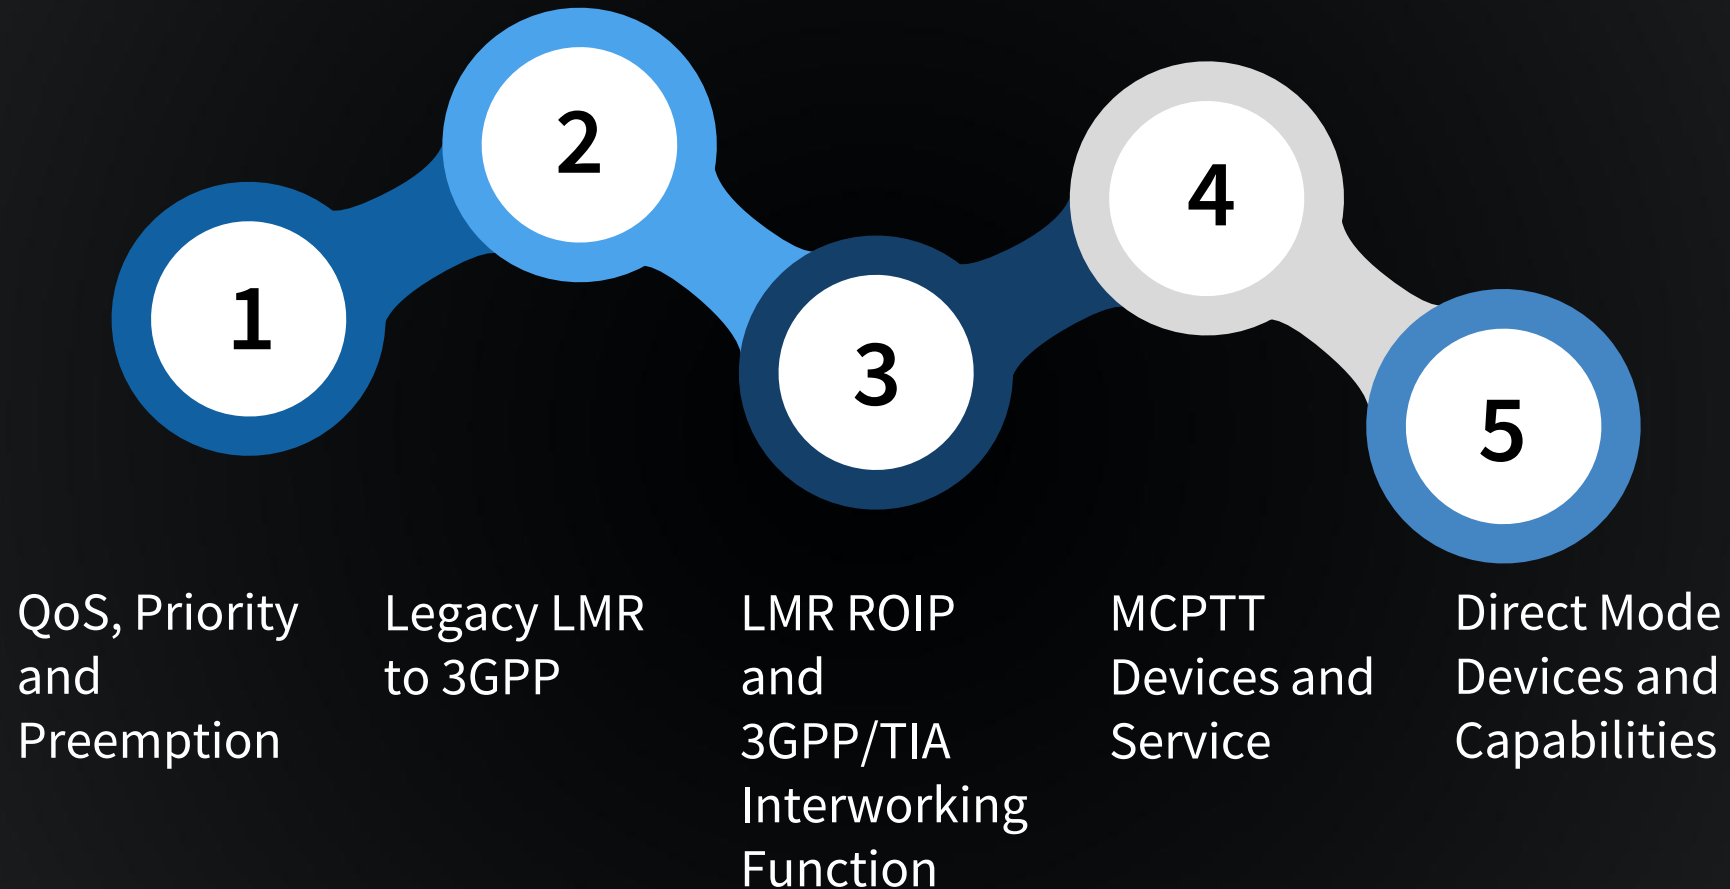 1
2
3
4
5
QoS, Priority
and
Preemption
Legacy LMR
to 3GPP
LMR ROIP
and
3GPP/TIA
Interworking
Function
MCPTT
Devices and
Service
Direct Mode
Devices and
Capabilities